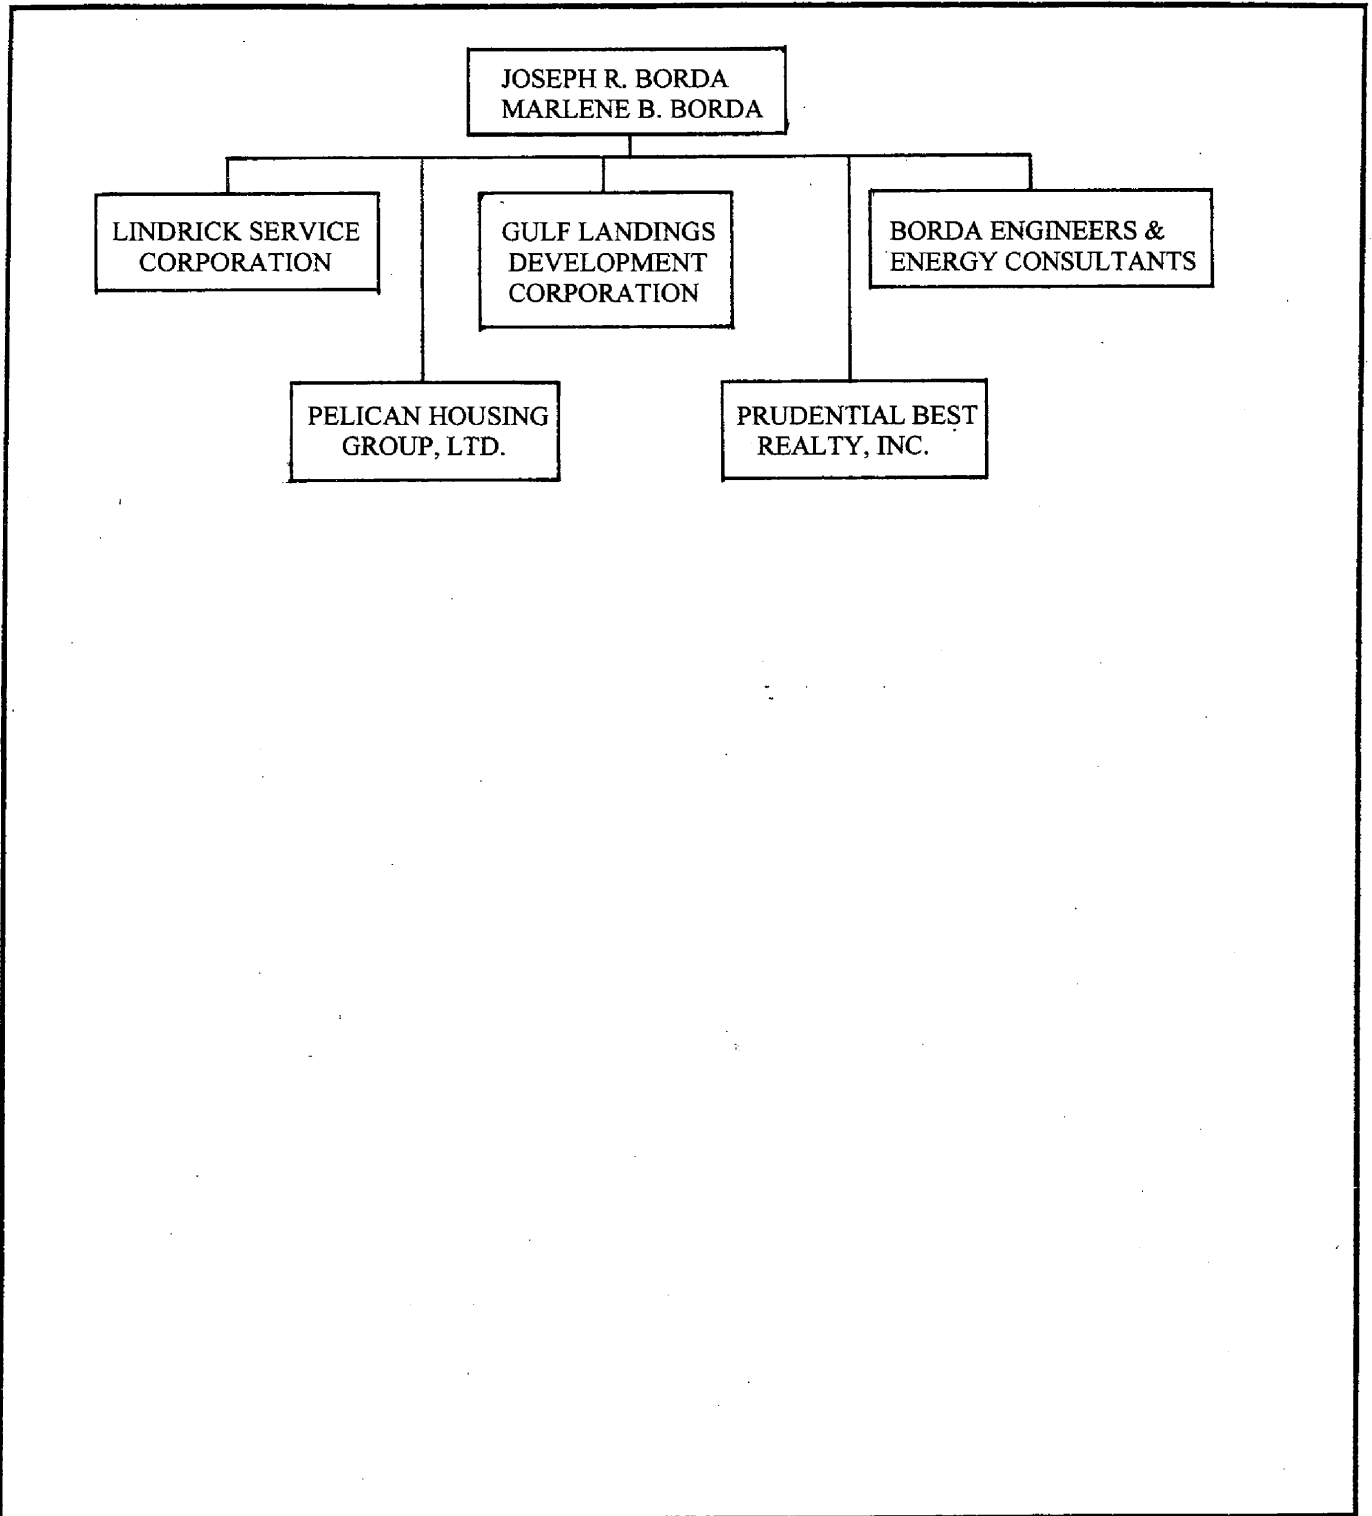 JOSEPH R. BORDA
MARLENE B. BORDA
LINDRICK SERVICE
CORPORATION
GULF LANDINGS
DEVELOPMENT
CORPORATION
BORDA ENGINEERS &
ENERGY CONSULTANTS
PELICAN HOUSING
GROUP, LTD.
PRUDENTIAL BEST
REALTY, INC.